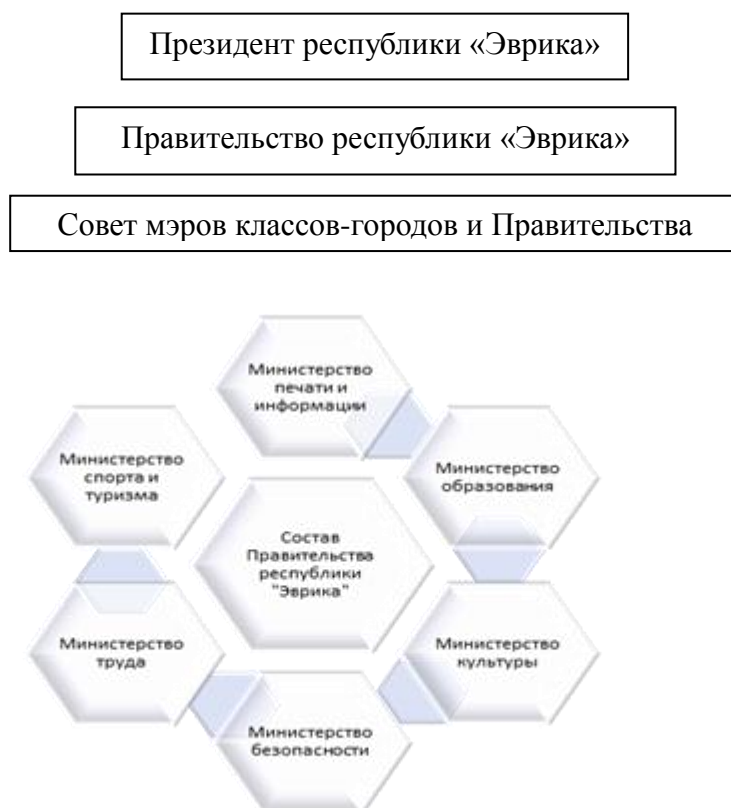 Президент республики «Эврика»
Правительство республики «Эврика»
Совет мэров классов-городов и Правительства
Министерство
печати и
информации
Министерство
образования
Министерство
культуры
Министерство
безопасности
Министерство
труда
Министерство
спорта и
туризма
Состав
Правительства
республики
"Эврика"